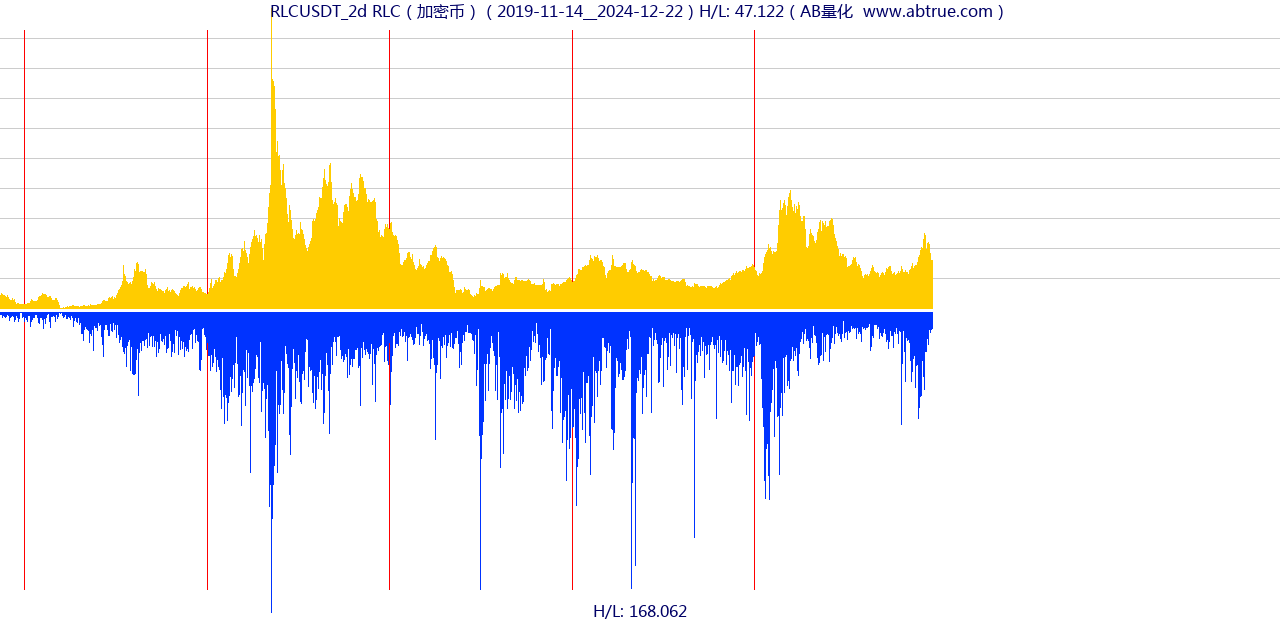 RLCUSDT_2d RLC（加密币）（2019-11-14__2024-12-22）H/L: 47.122（AB量化 www.abtrue.com）
H/L: 168.062